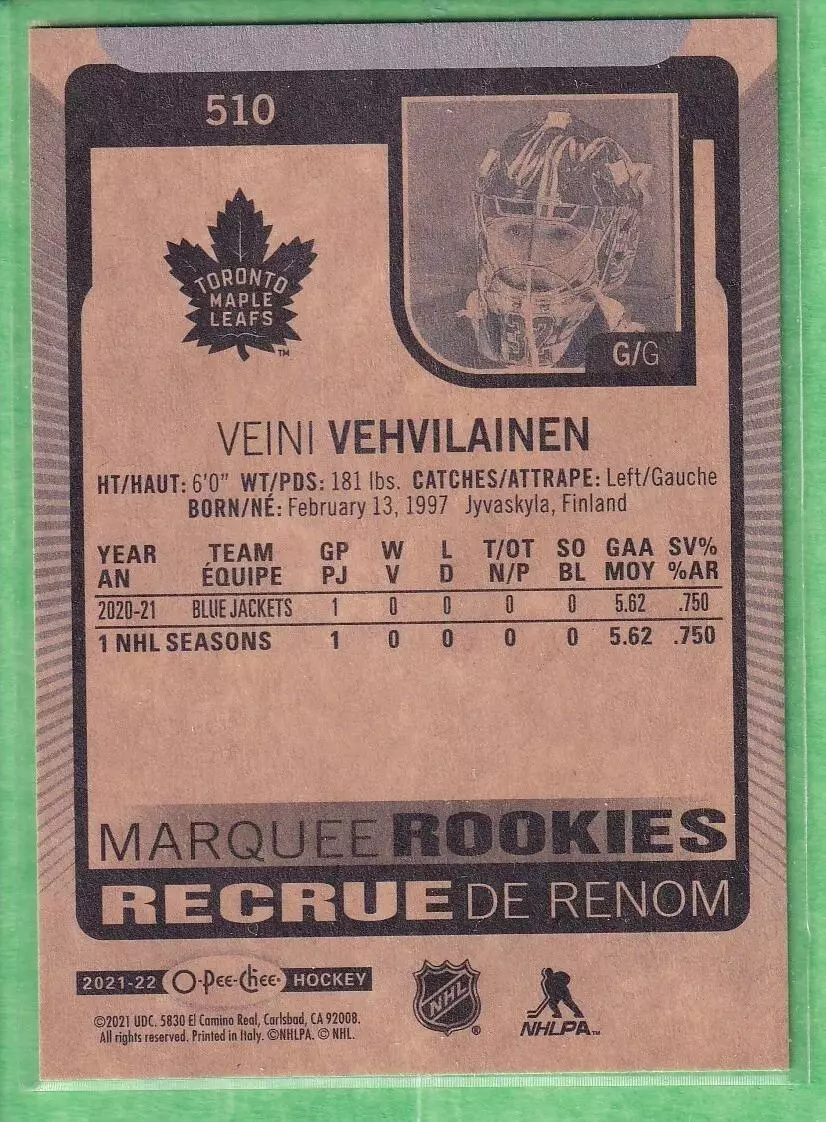 510
TORONTO
MAPLE
LEAFS
TM
32
G/G
VEINI VEHVILAINEN
HT/HAUT: 6'0" WT/PDS: 181 lbs. CATCHES/ATTRAPE: Left/Gauche
BORN/NÉ: February 13, 1997 Jyvaskyla, Finland
YEAR TEAM GP W L T/OT SO GAA SV%
AN ÉQUIPE PJ V D N/P BL MOY %AR
2020-21 BLUE JACKETS 1 0 0 0 0 5.62 .750
1 NHL SEASONS 1 0 0 0 0 5.62 .750
MARQUEE ROOKIES
RECRUE DE RENOM
2021-22 O-Pee-Chee HOCKEY
NHL ®
NHLPA TM
©2021 UDC. 5830 El Camino Real, Carlsbad, CA 92008.
All rights reserved. Printed in Italy. ©NHLPA. © NHL.